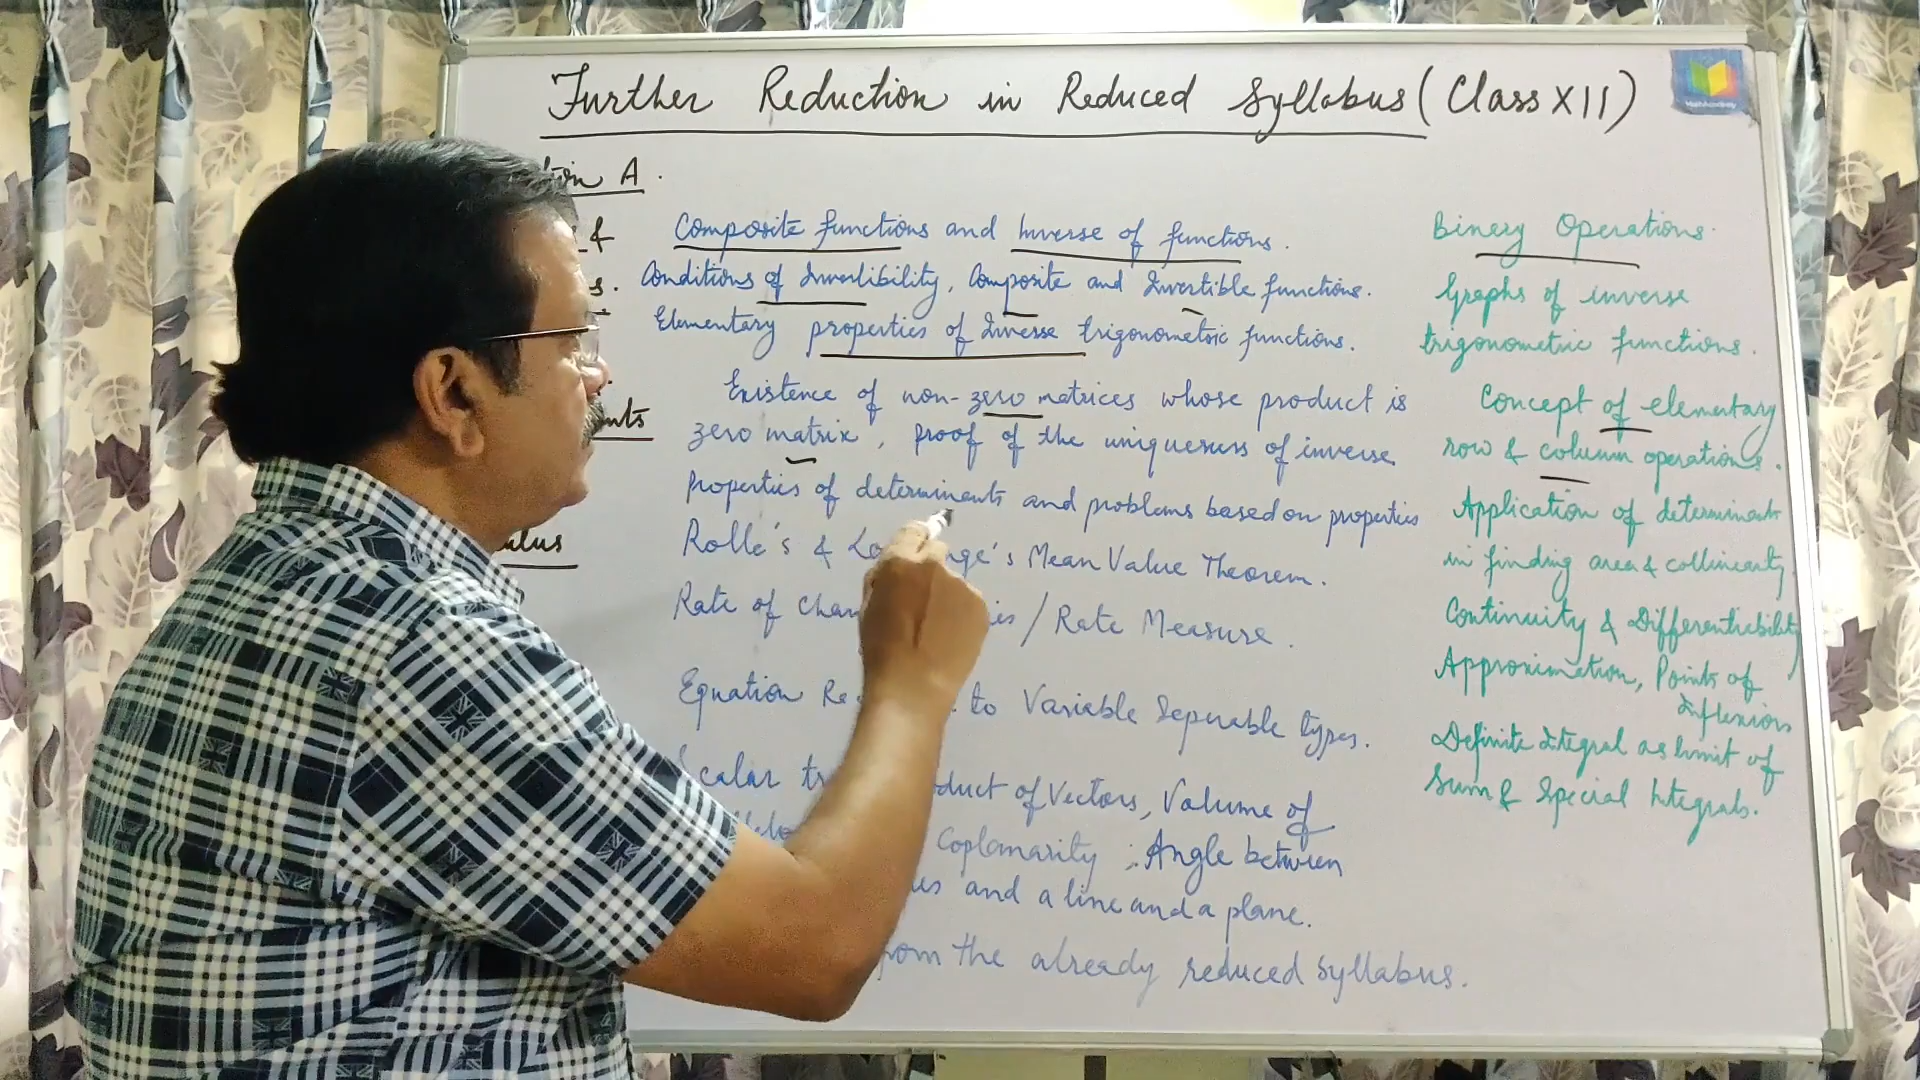 Further Reduction in Reduced Syllabus (Class XII)
A.
& Composite functions and Inverse of functions.
s. Conditions of Invertibility, Composite and Invertible functions.
Elementary properties of Inverse trigonometric functions.
Existence of non-zero matrices whose product is
zero matrix, proof of the uniqueness of inverse
Properties of determinants and problems based on properties
Rolle's & Mean Value Theorem.
Rate of / Rate Measure.
Equation to Variable Seperable types.
Scalar of Vectors, Volume of
Coplanarity ; Angle between
and a line and a plane.
the already reduced syllabus.
Binary Operations.
Graphs of inverse
trigonometric functions.
Concept of elementary
row & column operations.
Application of determinant
in finding area & collinearity.
Continuity & Differentiability
Approximation, Points of
Inflexions
Definite Integral as limit of
Sum & Special Integrals.
MathAcademy